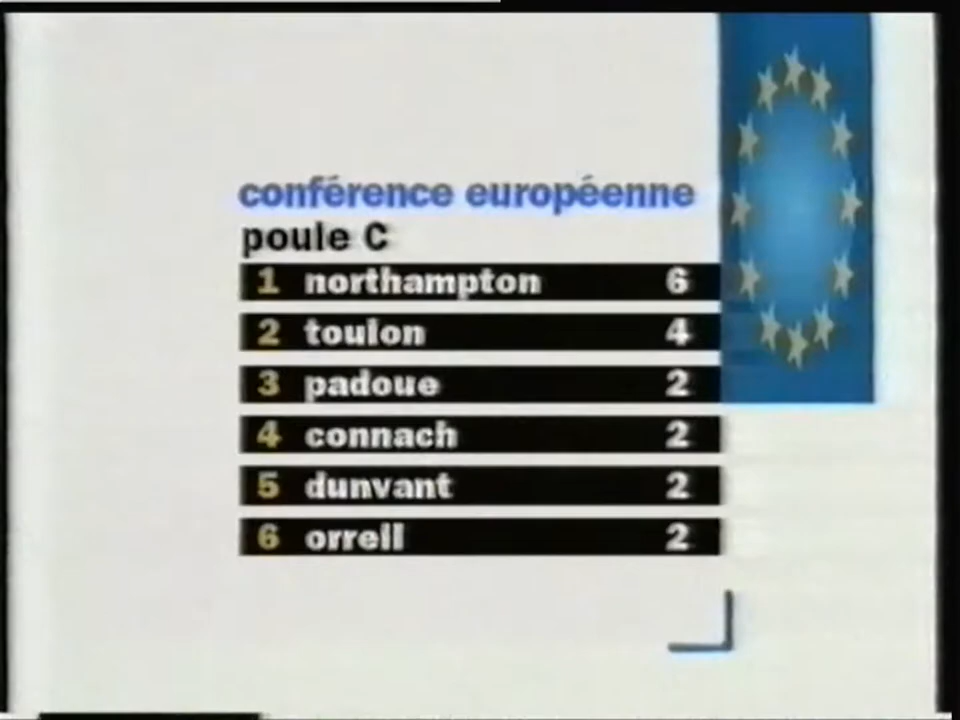 conférence européenne
poule C
1 northampton 6
2 toulon 4
3 padoue 2
4 connach 2
5 dunvant 2
6 orrell 2